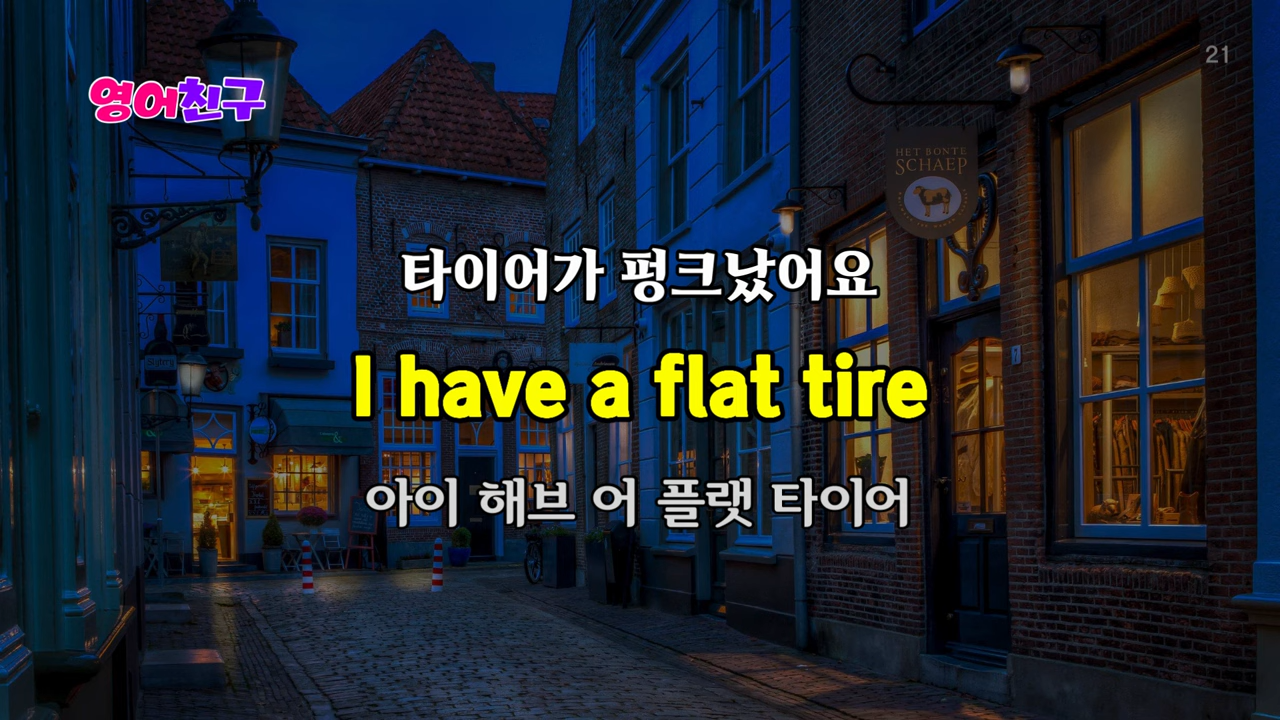 21
영어친구
HET BONTE
SCHAEP
타이어가 펑크났어요
I have a flat tire
아이 해브 어 플랫 타이어
7